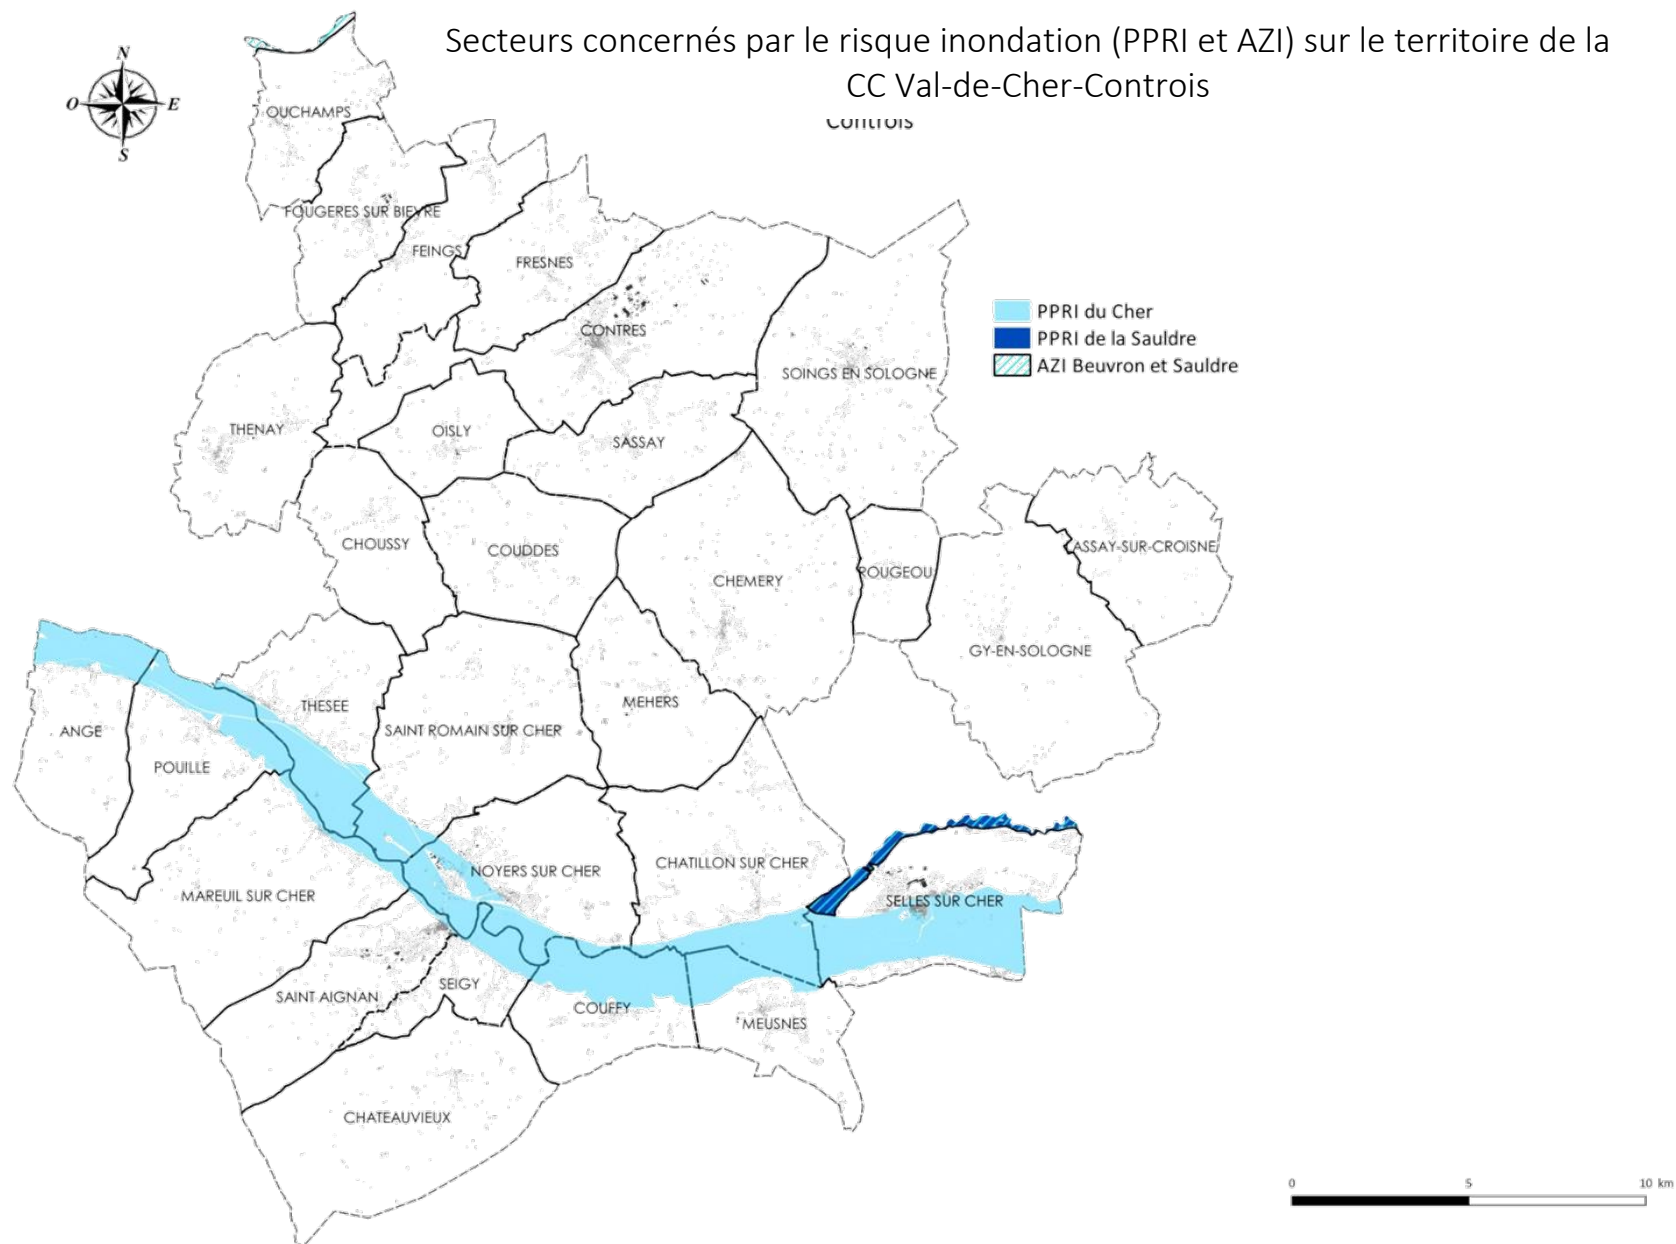 Secteurs concernés par le risque inondation (PPRI et AZI) sur le territoire de la
CC Val-de-Cher-Controis
Controis
N
O
E
S
OUCHAMPS
FOUGERES SUR BIEVRE
FEINGS
FRESNES
CONTRES
PPRI du Cher
PPRI de la Sauldre
AZI Beuvron et Sauldre
SOINGS EN SOLOGNE
THENAY
OISLY
SASSAY
CHOUSSY
COUDDES
ASSAY-SUR-CROISNE
CHEMERY
ROUGEOU
GY-EN-SOLOGNE
THESEE
MEHERS
ANGE
SAINT ROMAIN SUR CHER
POUILLE
CHATILLON SUR CHER
NOYERS SUR CHER
MAREUIL SUR CHER
SELLES SUR CHER
SEIGY
SAINT AIGNAN
COUFFY
MEUSNES
CHATEAUVIEUX
0 5 10 km